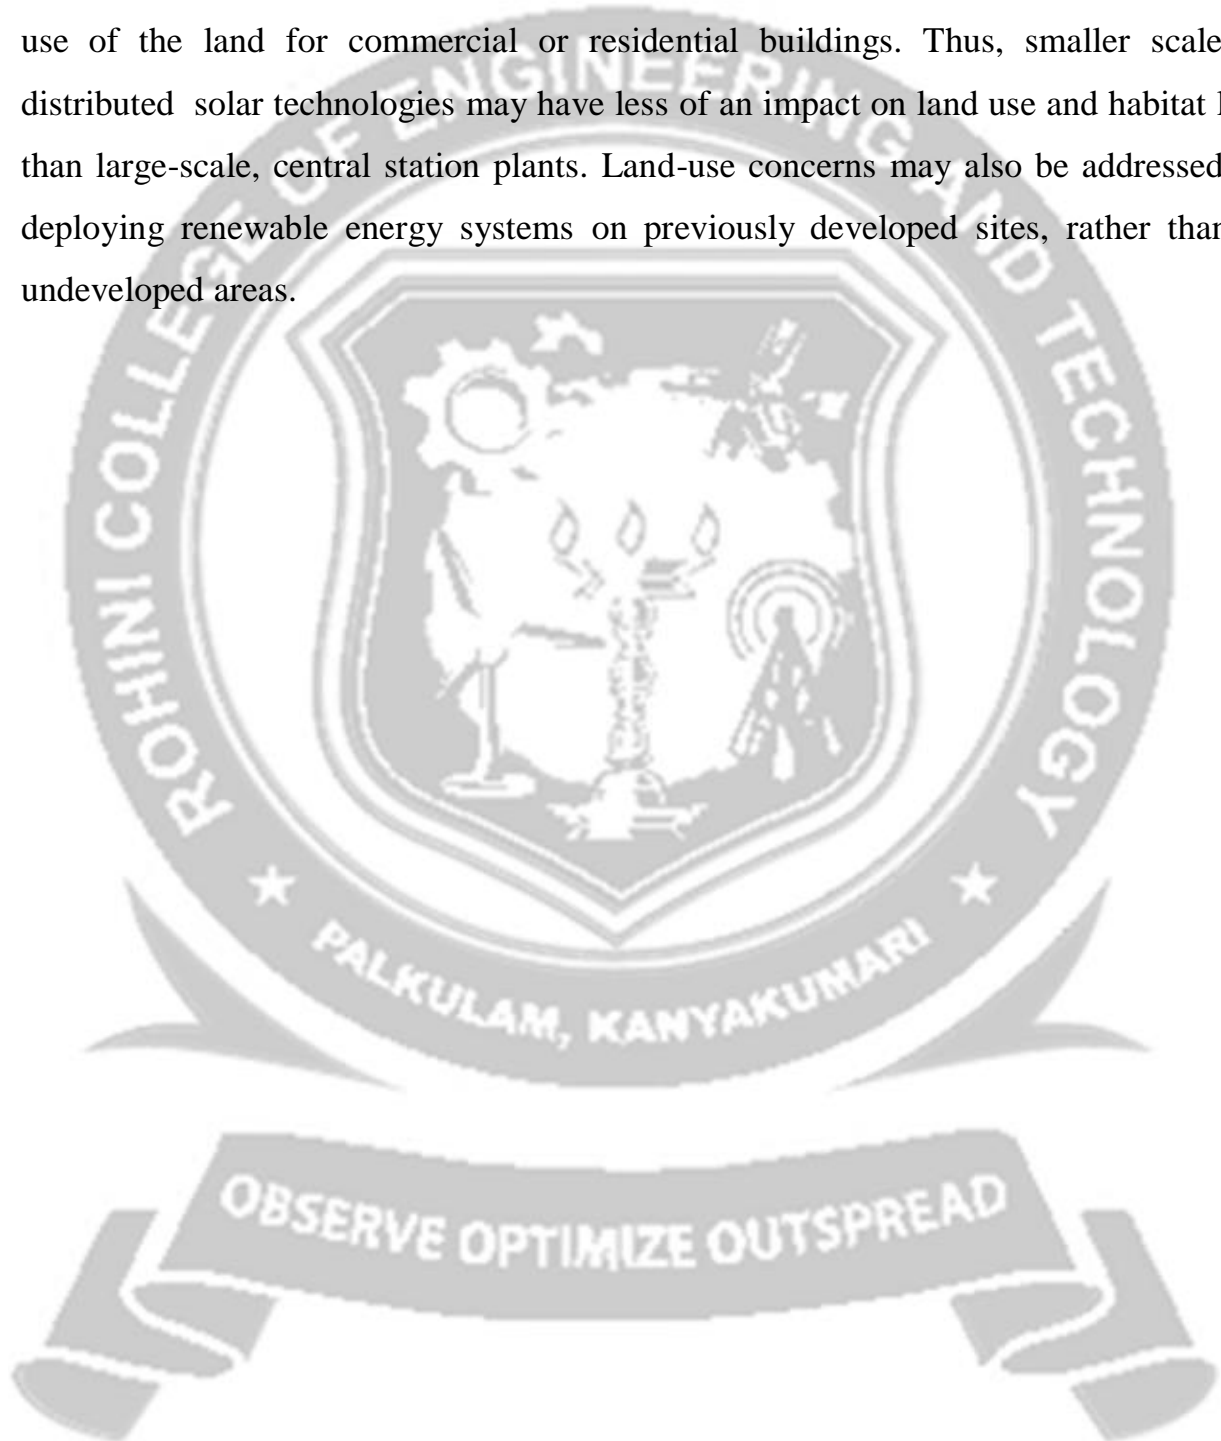 use of the land for commercial or residential buildings. Thus, smaller scale
distributed solar technologies may have less of an impact on land use and habitat l
than large-scale, central station plants. Land-use concerns may also be addressed
deploying renewable energy systems on previously developed sites, rather than
undeveloped areas.
ROHINI COLLEGE OF ENGINEERING AND TECHNOLOGY
PALKULAM, KANYAKUMARI
OBSERVE OPTIMIZE OUTSPREAD